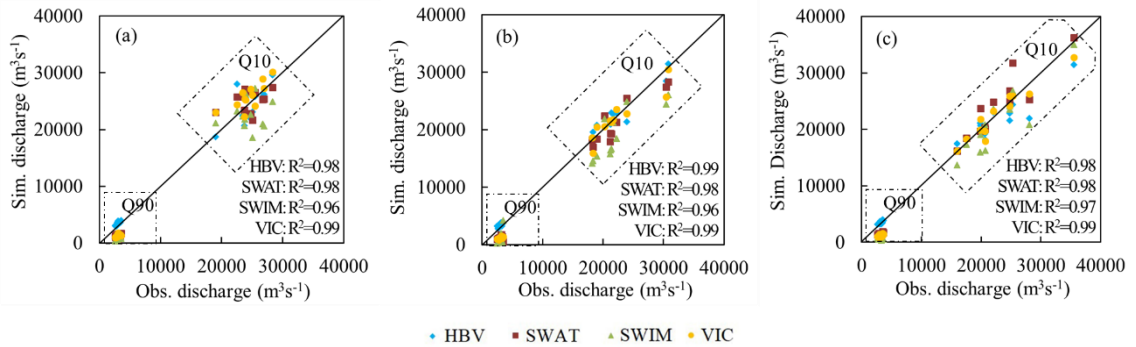 (a)
40000
30000
20000
10000
0
Sim. discharge (m³s⁻¹)
Q10
Q90
HBV: R²=0.98
SWAT: R²=0.98
SWIM: R²=0.96
VIC: R²=0.99
0 10000 20000 30000 40000
Obs. discharge (m³s⁻¹)
(b)
40000
30000
20000
10000
0
Sim. discharge (m³s⁻¹)
Q10
Q90
HBV: R²=0.99
SWAT: R²=0.98
SWIM: R²=0.96
VIC: R²=0.99
0 10000 20000 30000 40000
Obs. discharge (m³s⁻¹)
(c)
40000
30000
20000
10000
0
Sim. Discharge (m³s⁻¹)
Q10
Q90
HBV: R²=0.98
SWAT: R²=0.98
SWIM: R²=0.97
VIC: R²=0.99
0 10000 20000 30000 40000
Obs. discharge (m³s⁻¹)
HBV SWAT SWIM VIC